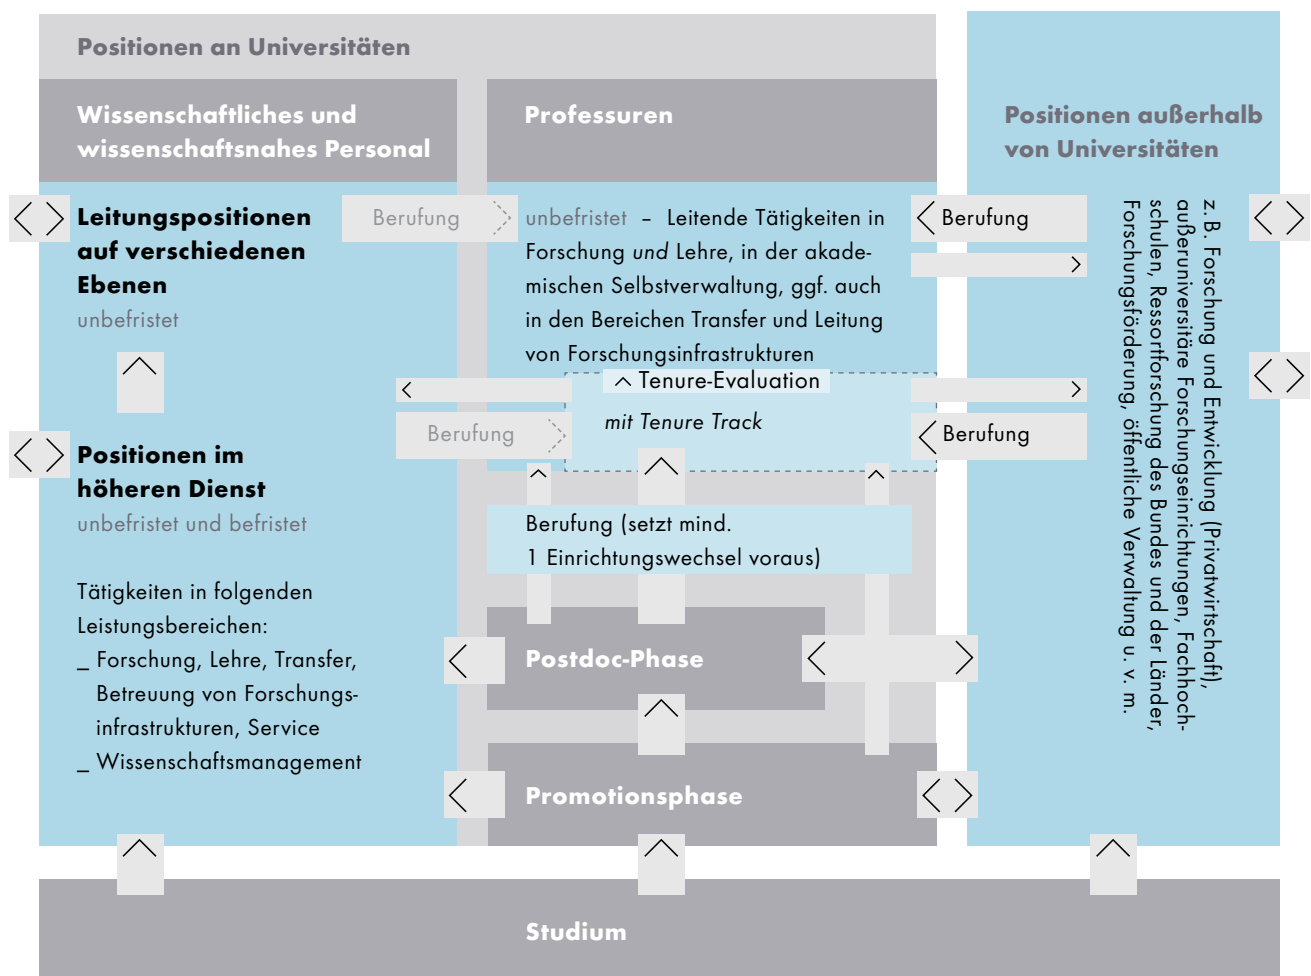 Positionen an Universitäten
Wissenschaftliches und
wissenschaftsnahes Personal
Leitungspositionen
auf verschiedenen
Ebenen
unbefristet
Positionen im
höheren Dienst
unbefristet und befristet
Tätigkeiten in folgenden
Leistungsbereichen:
_ Forschung, Lehre, Transfer,
Betreuung von Forschungs-
infrastrukturen, Service
_ Wissenschaftsmanagement
Berufung
Berufung
Professuren
unbefristet – Leitende Tätigkeiten in
Forschung und Lehre, in der akade-
mischen Selbstverwaltung, ggf. auch
in den Bereichen Transfer und Leitung
von Forschungsinfrastrukturen
Tenure-Evaluation
mit Tenure Track
Berufung (setzt mind.
1 Einrichtungswechsel voraus)
Postdoc-Phase
Promotionsphase
Berufung
Berufung
Positionen außerhalb
von Universitäten
z. B. Forschung und Entwicklung (Privatwirtschaft),
außeruniversitäre Forschungseinrichtungen, Fachhoch-
schulen, Ressortforschung des Bundes und der Länder,
Forschungsförderung, öffentliche Verwaltung u. v. m.
Studium